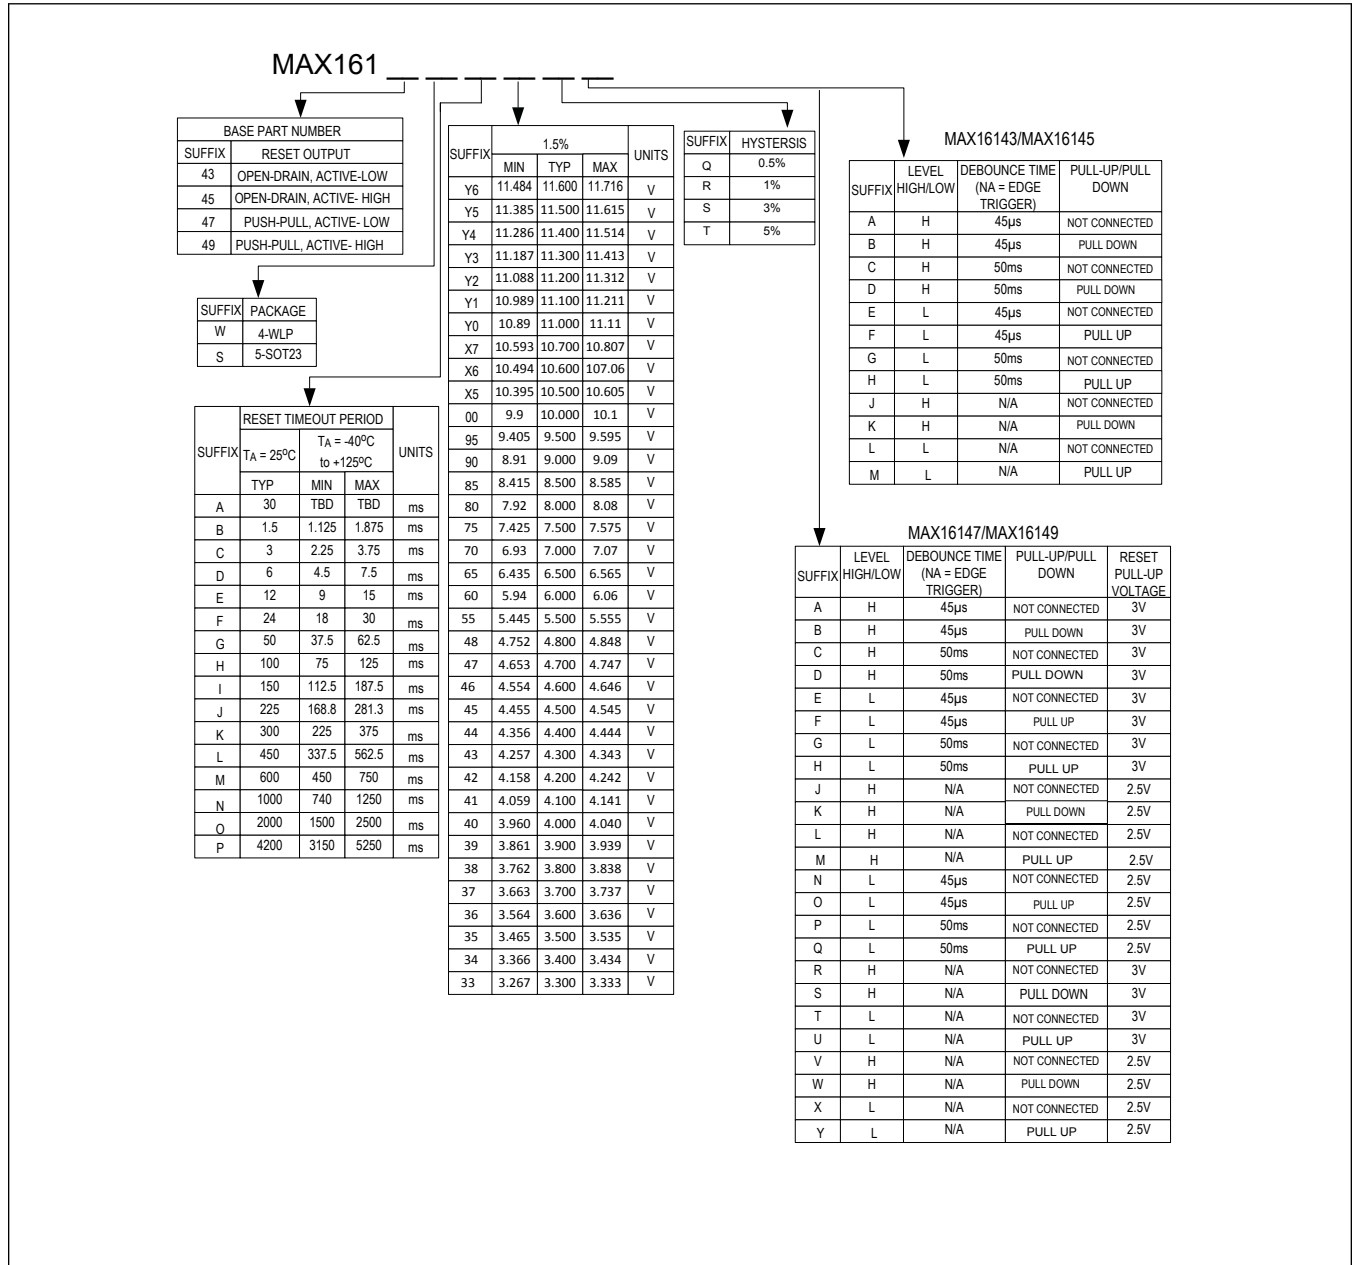 MAX161 __ __ __ __ __ __
BASE PART NUMBER
SUFFIX RESET OUTPUT
43 OPEN-DRAIN, ACTIVE-LOW
45 OPEN-DRAIN, ACTIVE- HIGH
47 PUSH-PULL, ACTIVE- LOW
49 PUSH-PULL, ACTIVE- HIGH
SUFFIX PACKAGE
W 4-WLP
S 5-SOT23
RESET TIMEOUT PERIOD
SUFFIX TA = 25ºC TA = -40ºC to +125ºC UNITS
TYP MIN MAX
A 30 TBD TBD ms
B 1.5 1.125 1.875 ms
C 3 2.25 3.75 ms
D 6 4.5 7.5 ms
E 12 9 15 ms
F 24 18 30 ms
G 50 37.5 62.5 ms
H 100 75 125 ms
I 150 112.5 187.5 ms
J 225 168.8 281.3 ms
K 300 225 375 ms
L 450 337.5 562.5 ms
M 600 450 750 ms
N 1000 740 1250 ms
O 2000 1500 2500 ms
P 4200 3150 5250 ms
SUFFIX 1.5% UNITS
MIN TYP MAX
Y6 11.484 11.600 11.716 V
Y5 11.385 11.500 11.615 V
Y4 11.286 11.400 11.514 V
Y3 11.187 11.300 11.413 V
Y2 11.088 11.200 11.312 V
Y1 10.989 11.100 11.211 V
Y0 10.89 11.000 11.11 V
X7 10.593 10.700 10.807 V
X6 10.494 10.600 107.06 V
X5 10.395 10.500 10.605 V
00 9.9 10.000 10.1 V
95 9.405 9.500 9.595 V
90 8.91 9.000 9.09 V
85 8.415 8.500 8.585 V
80 7.92 8.000 8.08 V
75 7.425 7.500 7.575 V
70 6.93 7.000 7.07 V
65 6.435 6.500 6.565 V
60 5.94 6.000 6.06 V
55 5.445 5.500 5.555 V
48 4.752 4.800 4.848 V
47 4.653 4.700 4.747 V
46 4.554 4.600 4.646 V
45 4.455 4.500 4.545 V
44 4.356 4.400 4.444 V
43 4.257 4.300 4.343 V
42 4.158 4.200 4.242 V
41 4.059 4.100 4.141 V
40 3.960 4.000 4.040 V
39 3.861 3.900 3.939 V
38 3.762 3.800 3.838 V
37 3.663 3.700 3.737 V
36 3.564 3.600 3.636 V
35 3.465 3.500 3.535 V
34 3.366 3.400 3.434 V
33 3.267 3.300 3.333 V
SUFFIX HYSTERSIS
Q 0.5%
R 1%
S 3%
T 5%
MAX16143/MAX16145
SUFFIX LEVEL HIGH/LOW DEBOUNCE TIME (NA = EDGE TRIGGER) PULL-UP/PULL DOWN
A H 45µs NOT CONNECTED
B H 45µs PULL DOWN
C H 50ms NOT CONNECTED
D H 50ms PULL DOWN
E L 45µs NOT CONNECTED
F L 45µs PULL UP
G L 50ms NOT CONNECTED
H L 50ms PULL UP
J H N/A NOT CONNECTED
K H N/A PULL DOWN
L L N/A NOT CONNECTED
M L N/A PULL UP
MAX16147/MAX16149
SUFFIX LEVEL HIGH/LOW DEBOUNCE TIME (NA = EDGE TRIGGER) PULL-UP/PULL DOWN RESET PULL-UP VOLTAGE
A H 45µs NOT CONNECTED 3V
B H 45µs PULL DOWN 3V
C H 50ms NOT CONNECTED 3V
D H 50ms PULL DOWN 3V
E L 45µs NOT CONNECTED 3V
F L 45µs PULL UP 3V
G L 50ms NOT CONNECTED 3V
H L 50ms PULL UP 3V
J H N/A NOT CONNECTED 2.5V
K H N/A PULL DOWN 2.5V
L H N/A NOT CONNECTED 2.5V
M H N/A PULL UP 2.5V
N L 45µs NOT CONNECTED 2.5V
O L 45µs PULL UP 2.5V
P L 50ms NOT CONNECTED 2.5V
Q L 50ms PULL UP 2.5V
R H N/A NOT CONNECTED 3V
S H N/A PULL DOWN 3V
T L N/A NOT CONNECTED 3V
U L N/A PULL UP 3V
V H N/A NOT CONNECTED 2.5V
W H N/A PULL DOWN 2.5V
X L N/A NOT CONNECTED 2.5V
Y L N/A PULL UP 2.5V